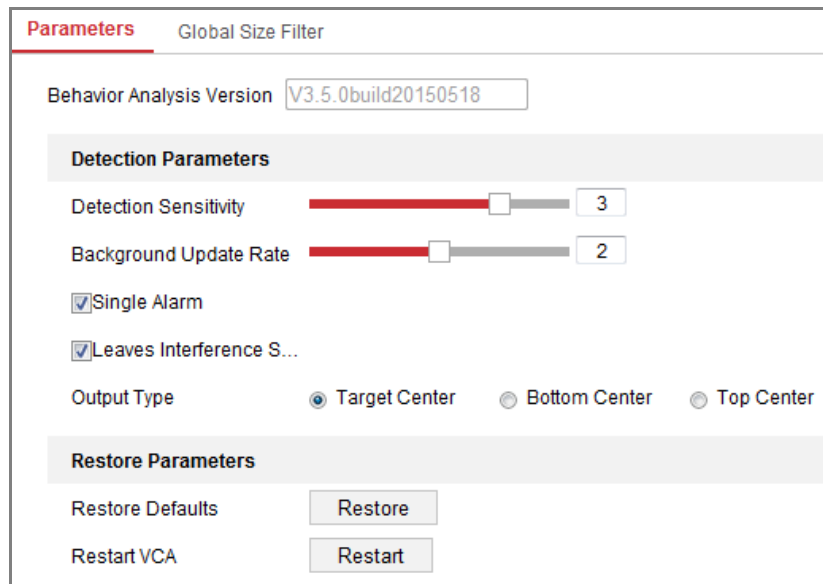 Parameters Global Size Filter
Behavior Analysis Version V3.5.0build20150518
Detection Parameters
Detection Sensitivity 3
Background Update Rate 2
Single Alarm
Leaves Interference S...
Output Type Target Center Bottom Center Top Center
Restore Parameters
Restore Defaults Restore
Restart VCA Restart